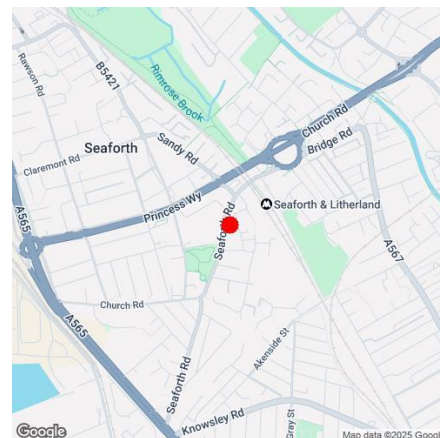 Rawson Rd
B5421
Rimrose
Brook
Church Rd
Bridge Rd
Sandy Rd
Seaforth
Claremont Rd
Seaforth & Litherland
Princess Wy
Seaforth Rd
A565
A567
Church Rd
A565
Akenside St
Seaforth Rd
Gray St
Knowsley Rd
Google
Map data ©2025 Google